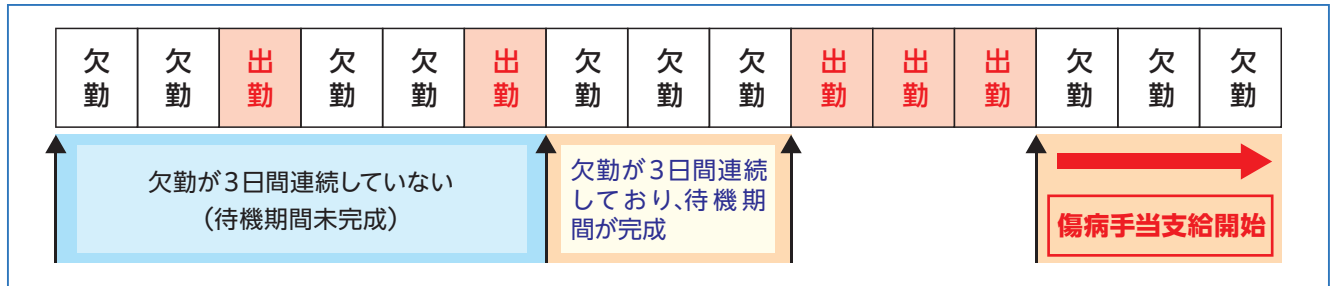 欠勤 欠勤 出勤 欠勤 欠勤 出勤 欠勤 欠勤 欠勤 出勤 出勤 出勤 欠勤 欠勤 欠勤
欠勤が3日間連続していない
(待機期間未完成)
欠勤が3日間連続
しており､待機期
間が完成
傷病手当支給開始